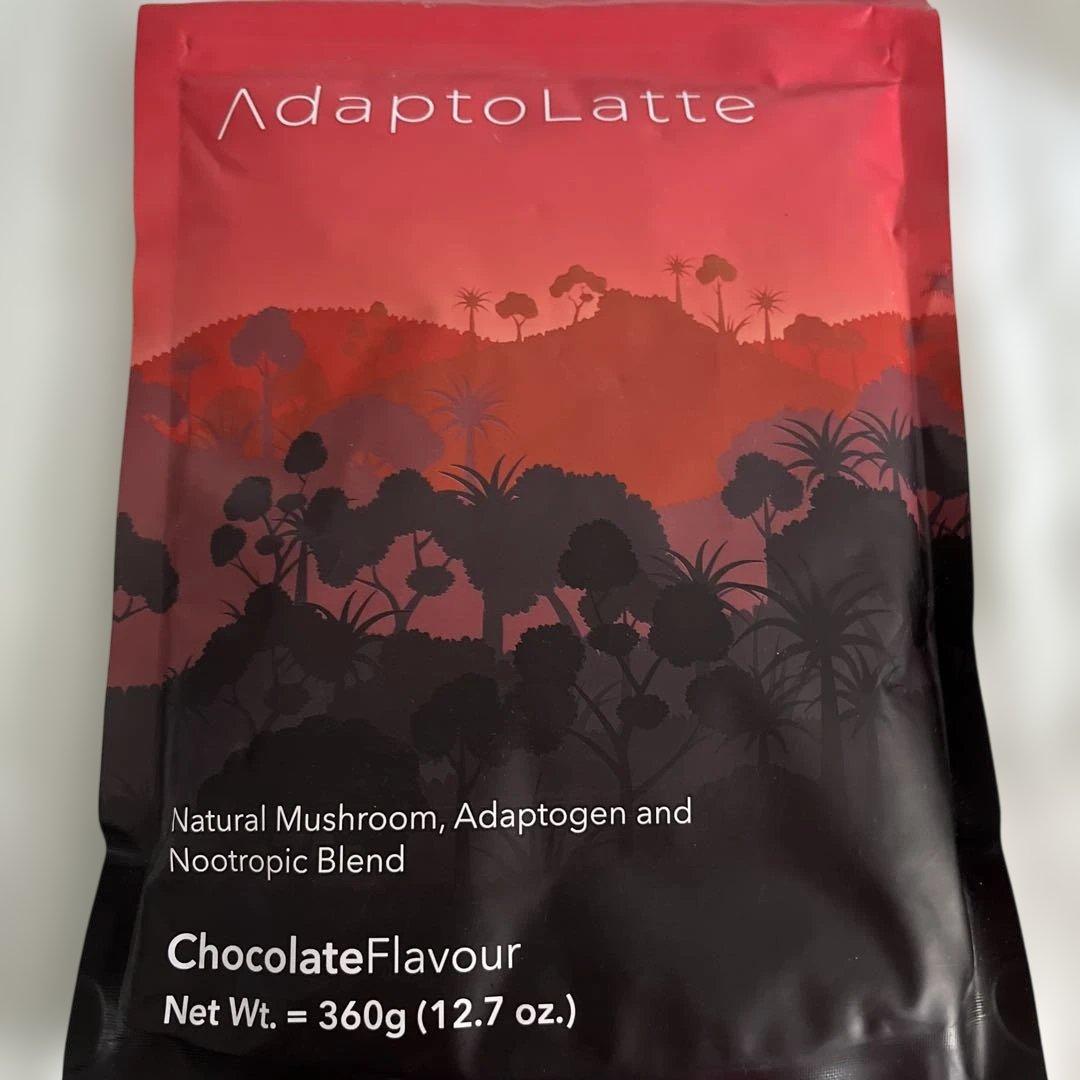 AdaptoLatte
Natural Mushroom, Adaptogen and
Nootropic Blend
ChocolateFlavour
Net Wt. = 360g (12.7 oz.)